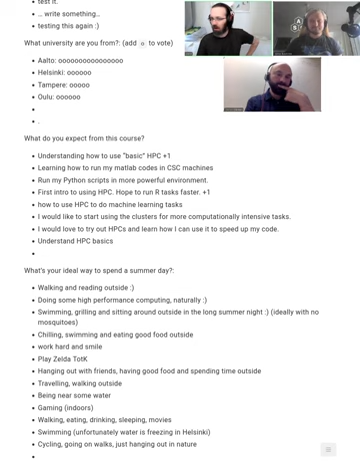 test it.
… write something…
testing this again :)
What university are you from?: (add o to vote)
Aalto: oooooooooooooooo
Helsinki: oooooo
Tampere: ooooo
Oulu: oooooo
.
What do you expect from this course?
Understanding how to use "basic" HPC +1
Learning how to run my matlab codes in CSC machines
Run my Python scripts in more powerful environment.
First intro to using HPC. Hope to run R tasks faster. +1
how to use HPC to do machine learning tasks
I would like to start using the clusters for more computationally intensive tasks.
I would love to try out HPCs and learn how I can use it to speed up my code.
Understand HPC basics
What's your ideal way to spend a summer day?:
Walking and reading outside :)
Doing some high performance computing, naturally :)
Swimming, grilling and sitting around outside in the long summer night :) (ideally with no
mosquitoes)
Chilling, swimming and eating good food outside
work hard and smile
Play Zelda TotK
Hanging out with friends, having good food and spending time outside
Travelling, walking outside
Being near some water
Gaming (indoors)
Walking, eating, drinking, sleeping, movies
Swimming (unfortunately water is freezing in Helsinki)
Cycling, going on walks, just hanging out in nature